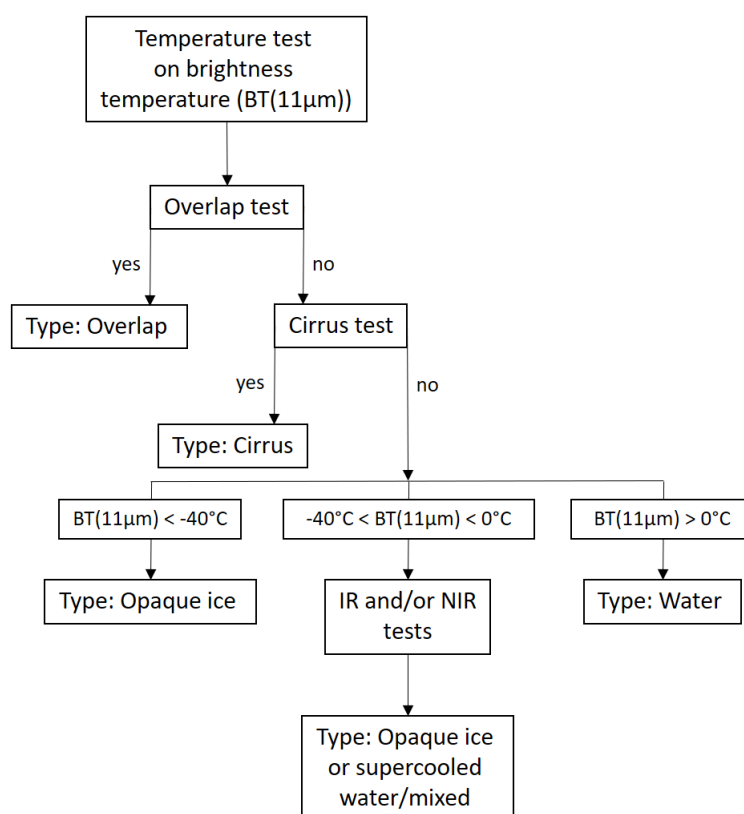 Temperature test
on brightness
temperature (BT(11µm))
Overlap test
yes
no
Type: Overlap
Cirrus test
yes
no
Type: Cirrus
BT(11µm) < -40°C
-40°C < BT(11µm) < 0°C
BT(11µm) > 0°C
Type: Opaque ice
IR and/or NIR
tests
Type: Water
Type: Opaque ice
or supercooled
water/mixed